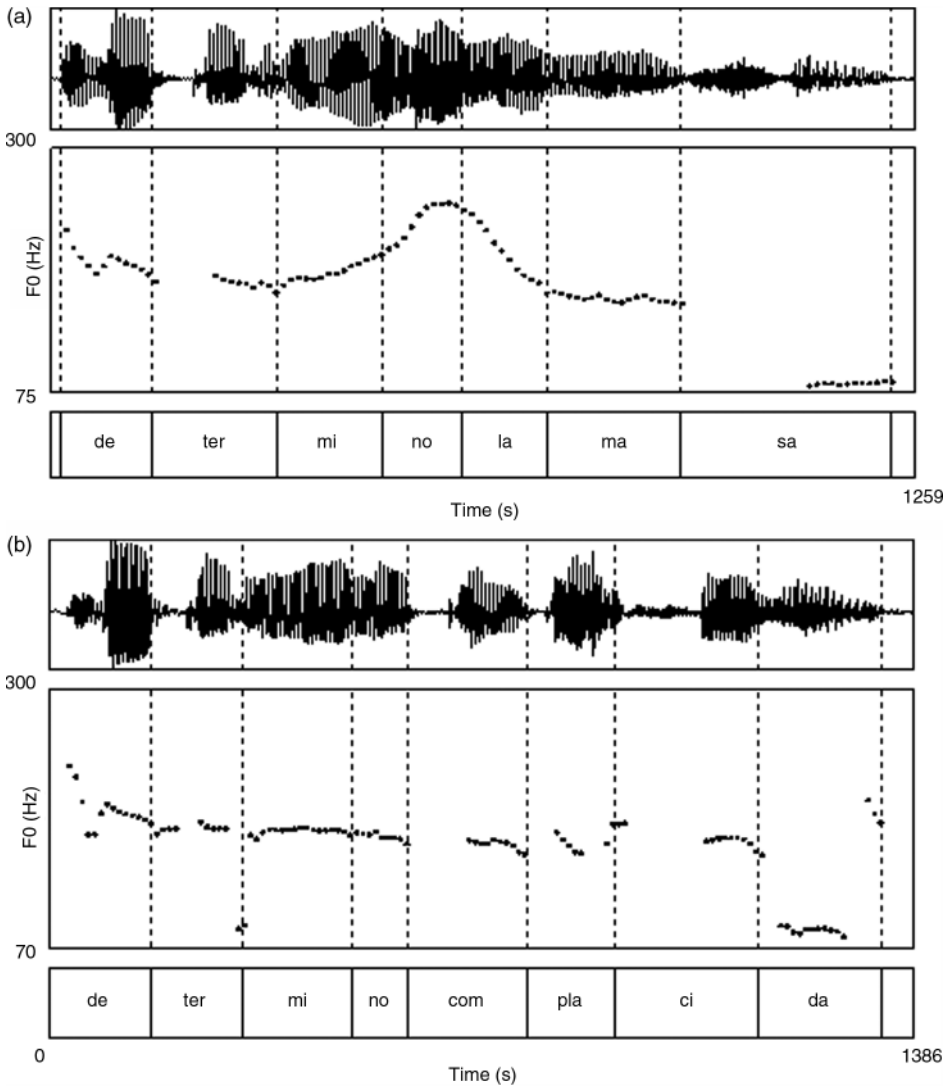 (a)
300
F0 (Hz)
75
de ter mi no la ma sa
1259
Time (s)
(b)
300
F0 (Hz)
70
de ter mi no com pla ci da
0 1386
Time (s)